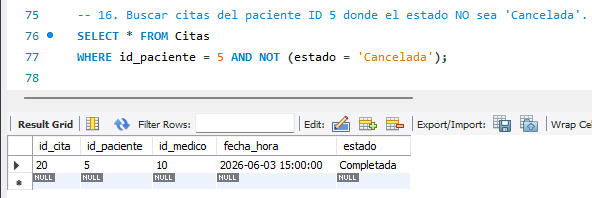 75 -- 16. Buscar citas del paciente ID 5 donde el estado NO sea 'Cancelada'.
76 SELECT * FROM Citas
77 WHERE id_paciente = 5 AND NOT (estado = 'Cancelada');
78
Result Grid Filter Rows: Edit: Export/Import: Wrap Cel
id_cita id_paciente id_medico fecha_hora estado
20 5 10 2026-06-03 15:00:00 Completada
NULL NULL NULL NULL NULL